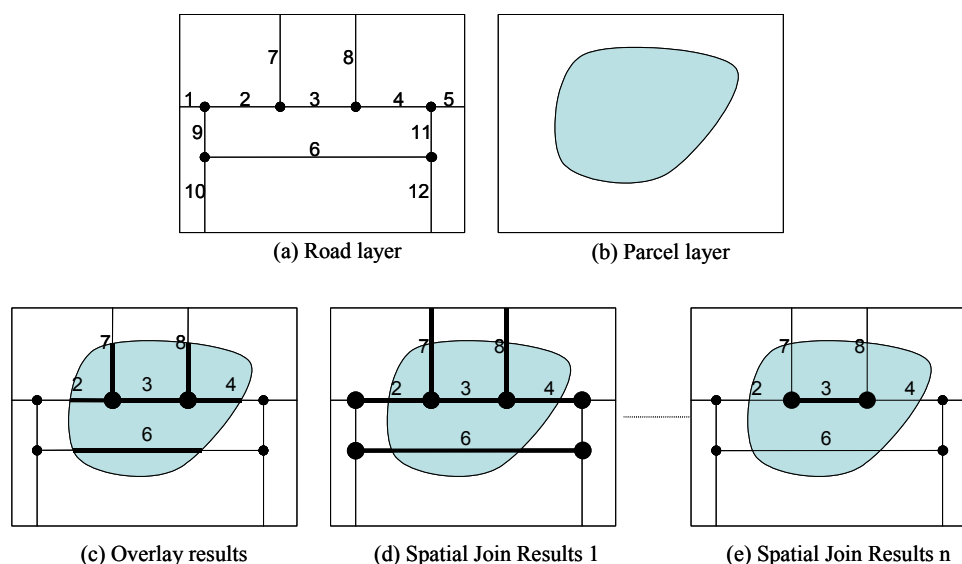 7 8
1 2 3 4 5
9 11
6
10 12
(a) Road layer
(b) Parcel layer
7 8
2 3 4
6
(c) Overlay results
7 8
2 3 4
6
(d) Spatial Join Results 1
7 8
2 3 4
6
(e) Spatial Join Results n